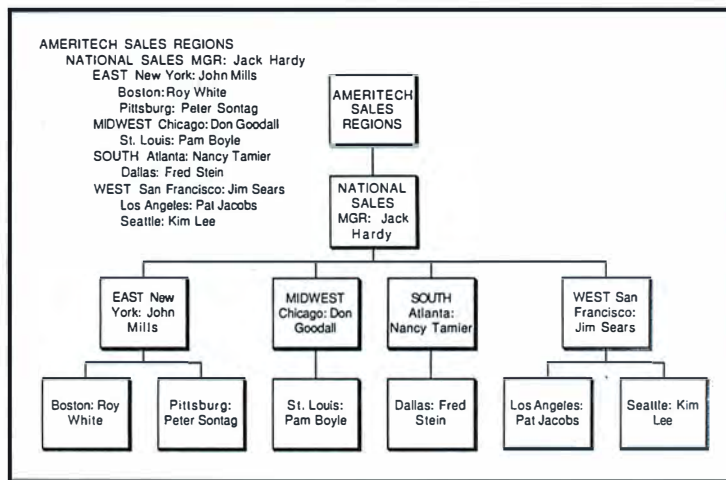 AMERITECH SALES REGIONS
NATIONAL SALES MGR: Jack Hardy
EAST New York: John Mills
Boston: Roy White
Pittsburg: Peter Sontag
MIDWEST Chicago: Don Goodall
St. Louis: Pam Boyle
SOUTH Atlanta: Nancy Tamier
Dallas: Fred Stein
WEST San Francisco: Jim Sears
Los Angeles: Pat Jacobs
Seattle: Kim Lee
AMERITECH
SALES
REGIONS
NATIONAL
SALES
MGR: Jack
Hardy
EAST New
York: John
Mills
MIDWEST
Chicago: Don
Goodall
SOUTH
Atlanta:
Nancy Tamier
WEST San
Francisco:
Jim Sears
Boston: Roy
White
Pittsburg:
Peter Sontag
St. Louis:
Pam Boyle
Dallas: Fred
Stein
Los Angeles:
Pat Jacobs
Seattle: Kim
Lee